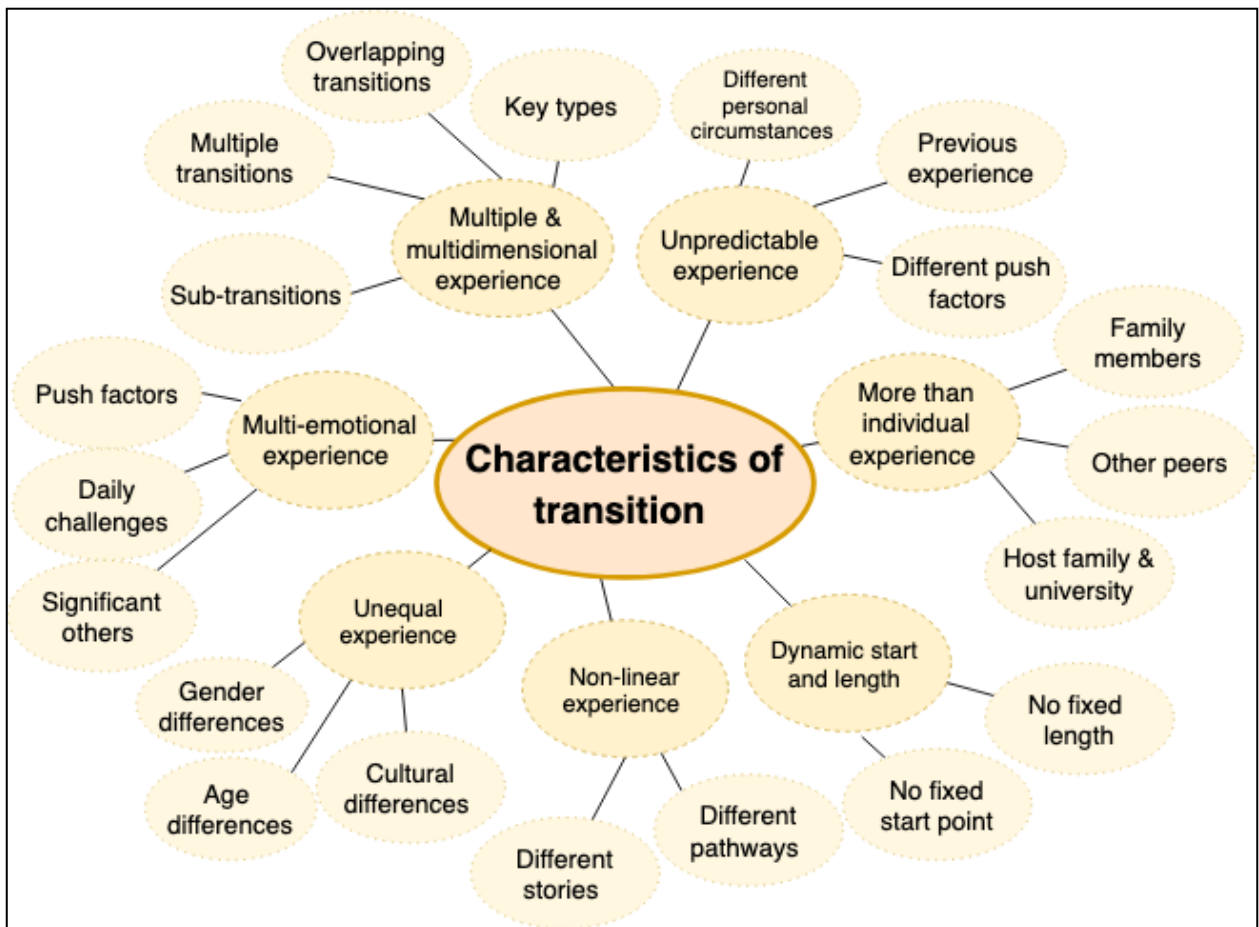 Overlapping
transitions
Key types
Different
personal
circumstances
Multiple
transitions
Previous
experience
Multiple &
multidimensional
experience
Unpredictable
experience
Sub-transitions
Different push
factors
Family
members
Push factors
Multi-emotional
experience
More than
individual
experience
Characteristics of
transition
Other peers
Daily
challenges
Host family &
university
Significant
others
Unequal
experience
Non-linear
experience
Dynamic start
and length
Gender
differences
No fixed
length
Age
differences
Cultural
differences
No fixed
start point
Different
pathways
Different
stories